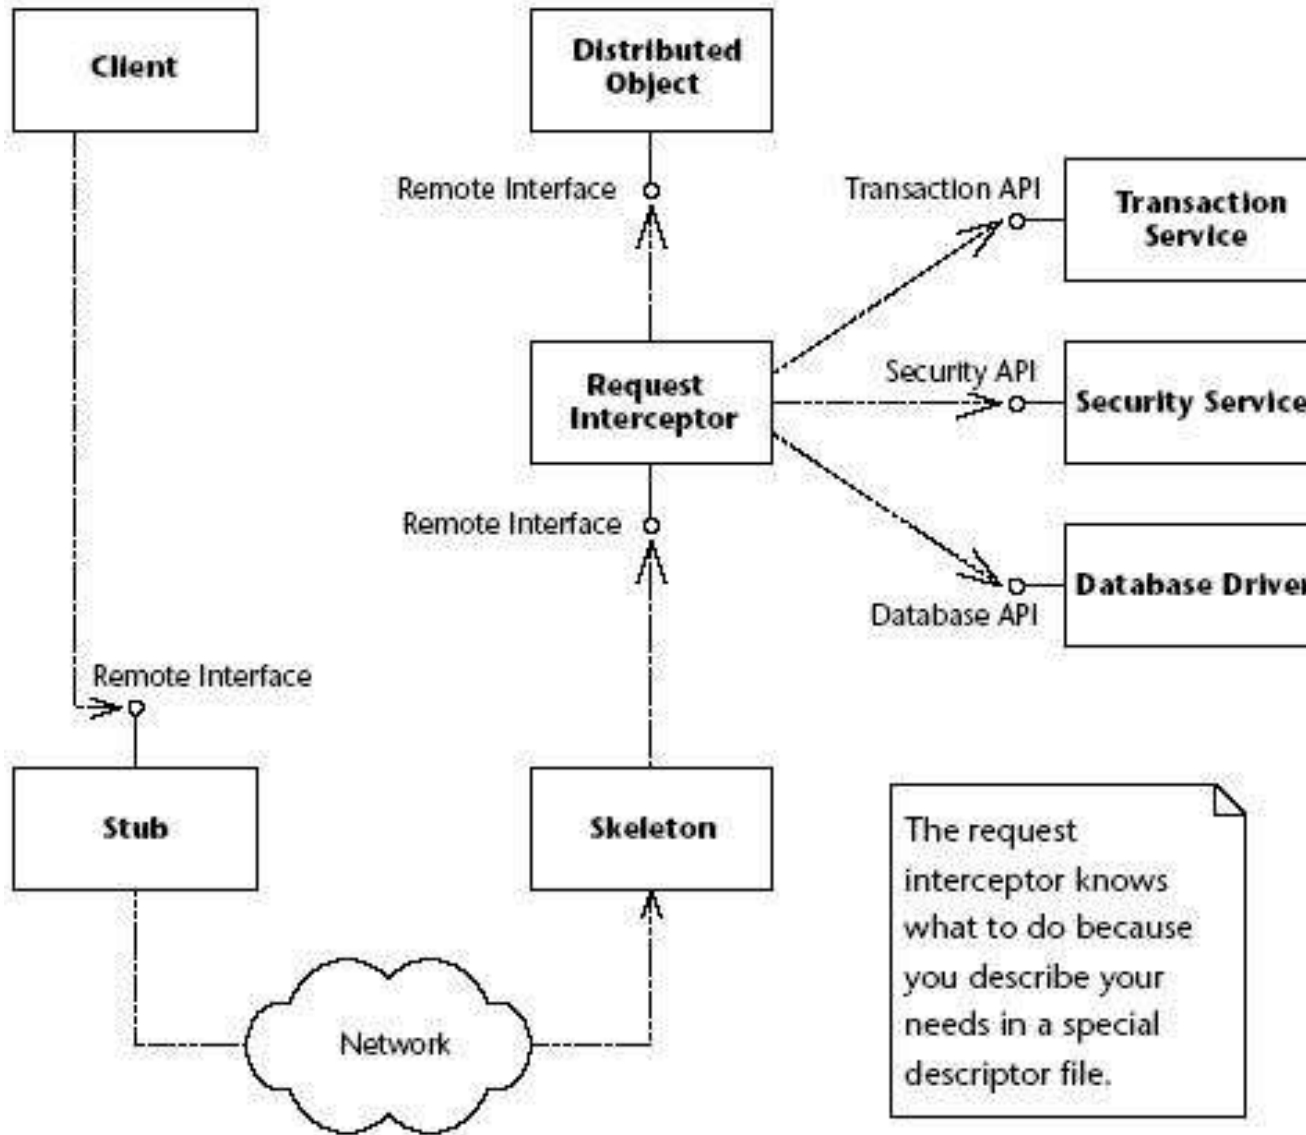 Client
Distributed
Object
Remote Interface
Transaction API
Transaction
Service
Request
Interceptor
Security API
Security Service
Remote Interface
Database API
Database Driver
Remote Interface
Stub
Skeleton
Network
The request
interceptor knows
what to do because
you describe your
needs in a special
descriptor file.